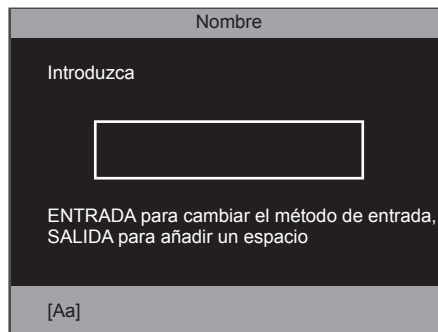 Nombre
Introduzca
ENTRADA para cambiar el método de entrada,
SALIDA para añadir un espacio
[Aa]